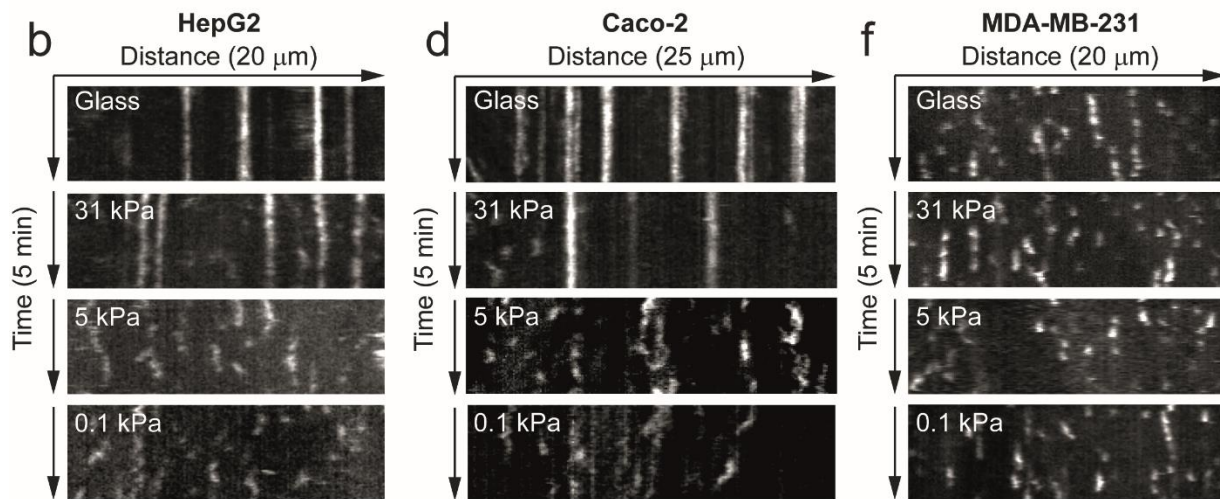 b
HepG2
Distance (20 μm)
Time (5 min)
Glass
31 kPa
5 kPa
0.1 kPa
d
Caco-2
Distance (25 μm)
Time (5 min)
Glass
31 kPa
5 kPa
0.1 kPa
f
MDA-MB-231
Distance (20 μm)
Time (5 min)
Glass
31 kPa
5 kPa
0.1 kPa